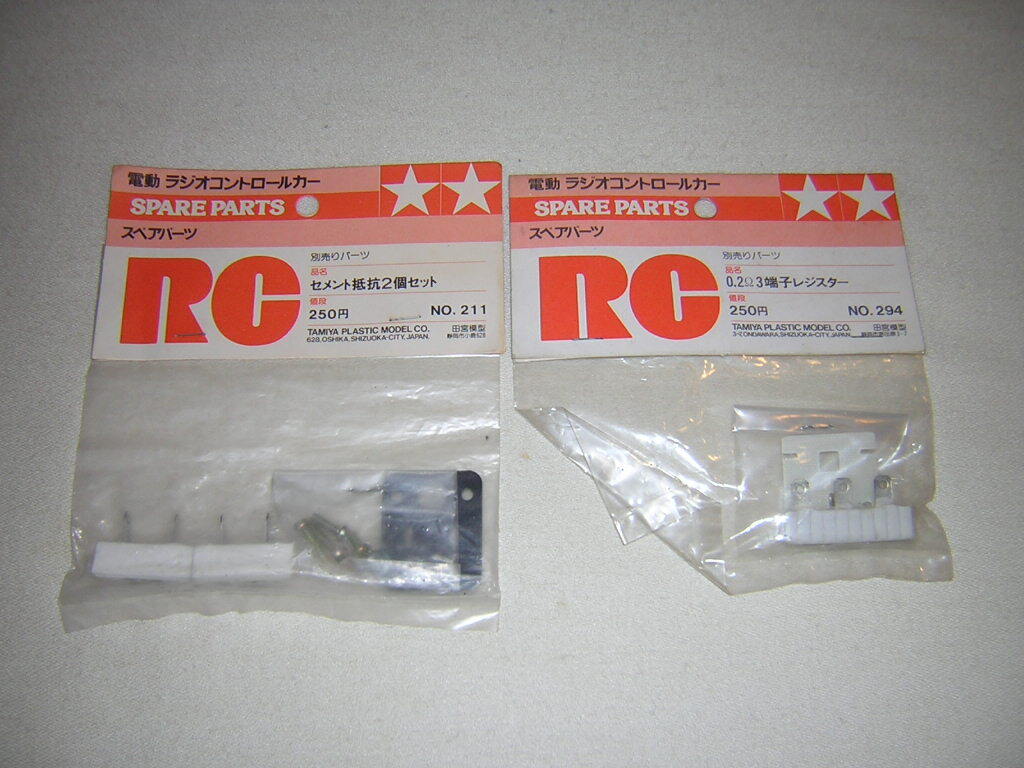 電動 ラジオコントロールカー
SPARE PARTS
スペアパーツ
RC
別売りパーツ
品名
セメント抵抗2個セット
値段
250円 NO. 211
TAMIYA PLASTIC MODEL CO. 田宮模型
628, OSHIKA, SHIZUOKA-CITY, JAPAN. 静岡市小鹿628
電動 ラジオコントロールカー
SPARE PARTS
スペアパーツ
RC
別売りパーツ
品名
0.2Ω3端子レジスター
値段
250円 NO. 294
TAMIYA PLASTIC MODEL CO. 田宮模型
3-7, ONDAWARA, SHIZUOKA-CITY, JAPAN.